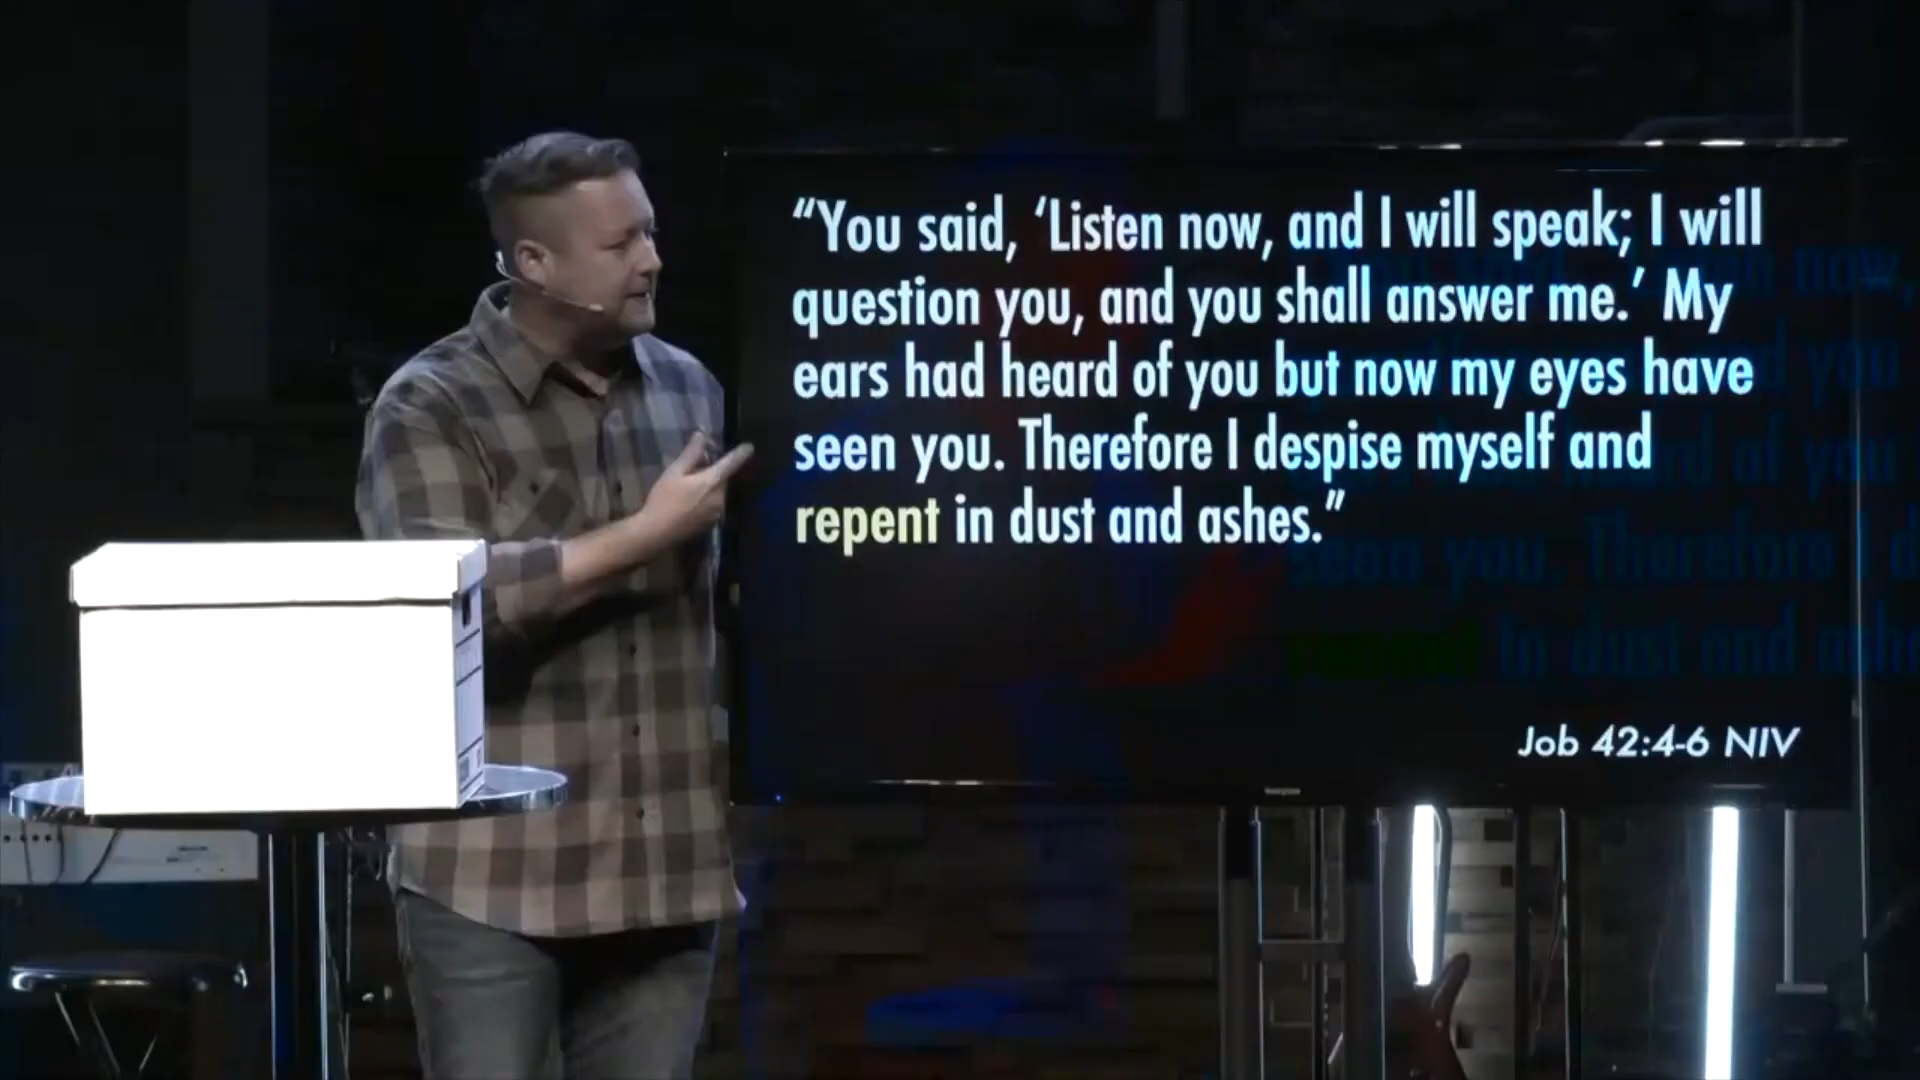 “You said, ‘Listen now, and I will speak; I will
question you, and you shall answer me.’ My
ears had heard of you but now my eyes have
seen you. Therefore I despise myself and
repent in dust and ashes.”
Job 42:4-6 NIV